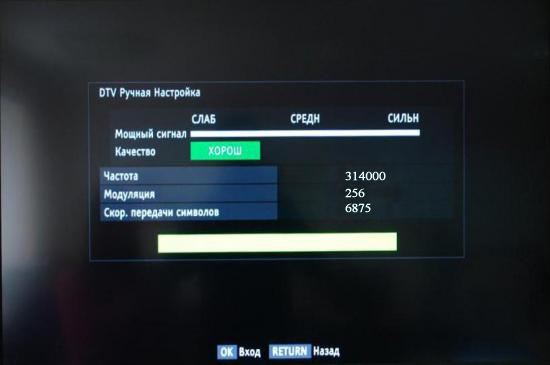 DTV Ручная Настройка
СЛАБ СРЕДН СИЛЬН
Мощный сигнал
Качество ХОРОШ
Частота 314000
Модуляция 256
Скор. передачи символов 6875
OK Вход RETURN Назад